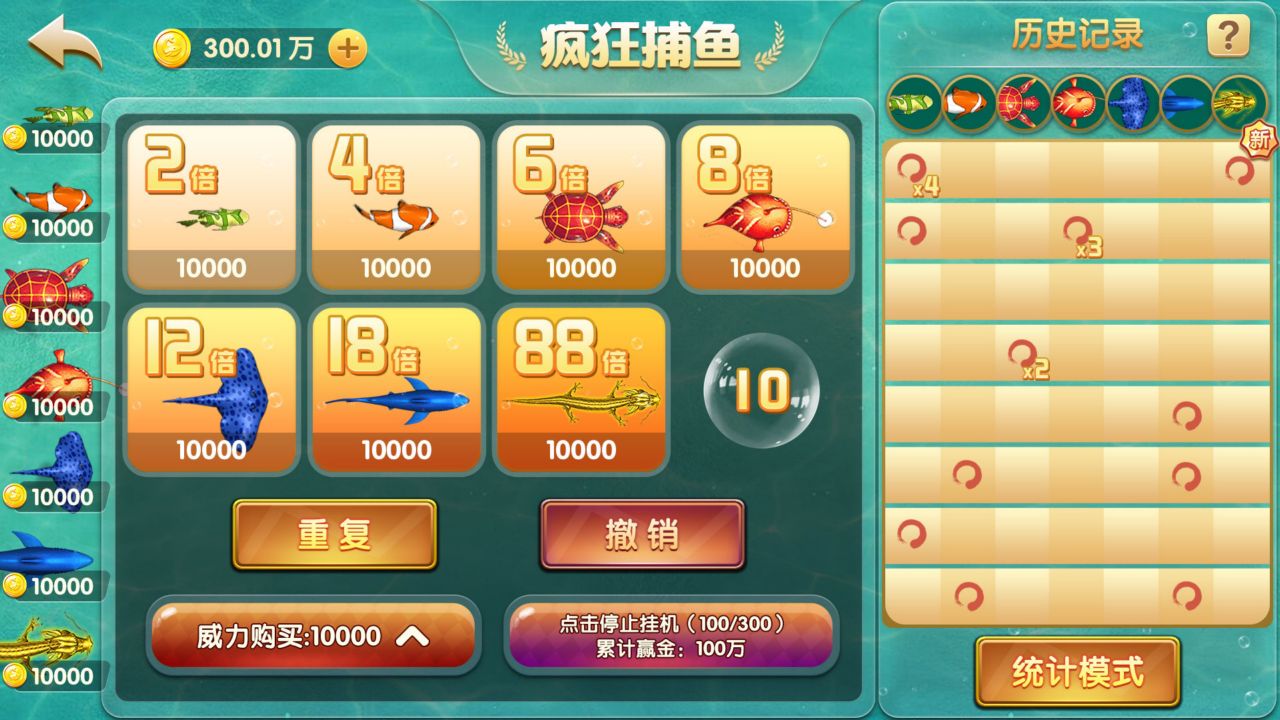 300.01万
疯狂捕鱼
历史记录
?
10000
10000
10000
10000
10000
10000
10000
2倍
10000
4倍
10000
6倍
10000
8倍
10000
12倍
10000
18倍
10000
88倍
10000
10
重复
撤销
威力购买:10000
点击停止挂机（100/300）
累计赢金：100万
新
x4
x3
x2
统计模式